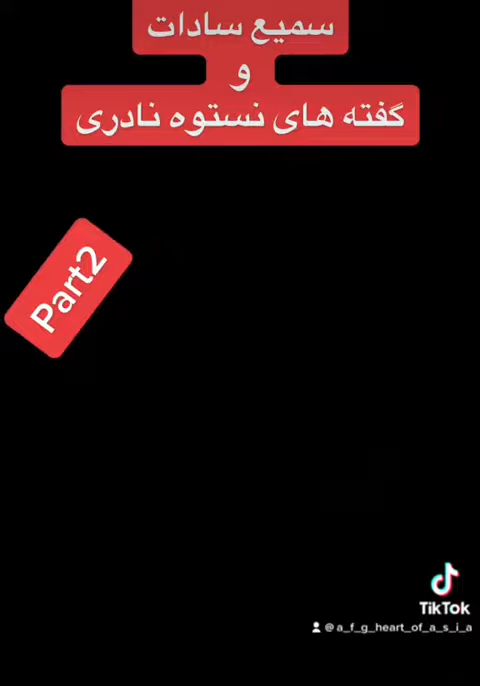 سمیع سادات
و
گفته های نستوه نادری
Part2
TikTok
@a_f_g_heart_of_a_s_i_a